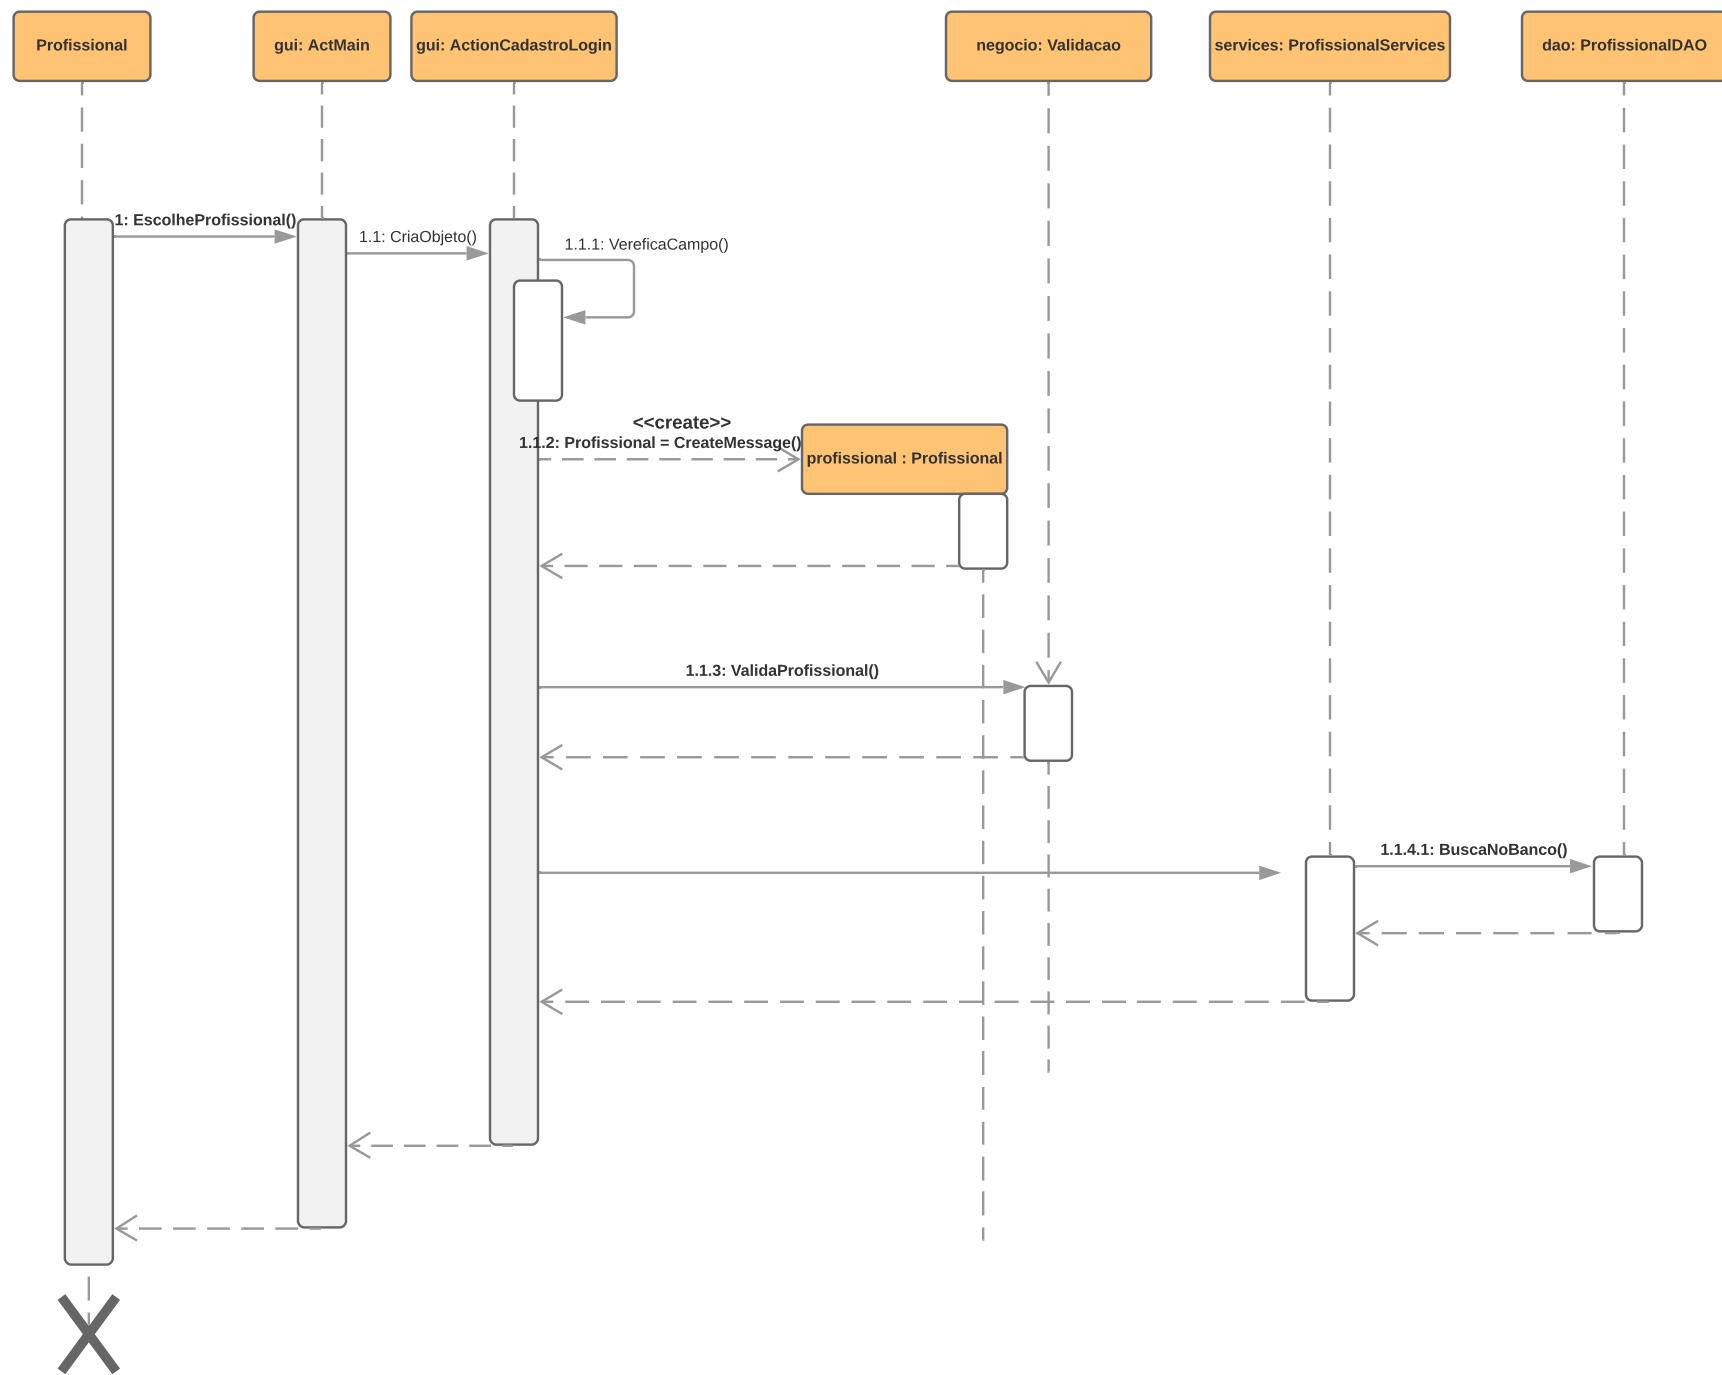 Profissional
gui: ActMain
gui: ActionCadastroLogin
negocio: Validacao
services: ProfissionalServices
dao: ProfissionalDAO
1: EscolheProfissional()
1.1: CriaObjeto()
1.1.1: VereficaCampo()
<<create>>
1.1.2: Profissional = CreateMessage()
profissional : Profissional
1.1.3: ValidaProfissional()
1.1.4.1: BuscaNoBanco()